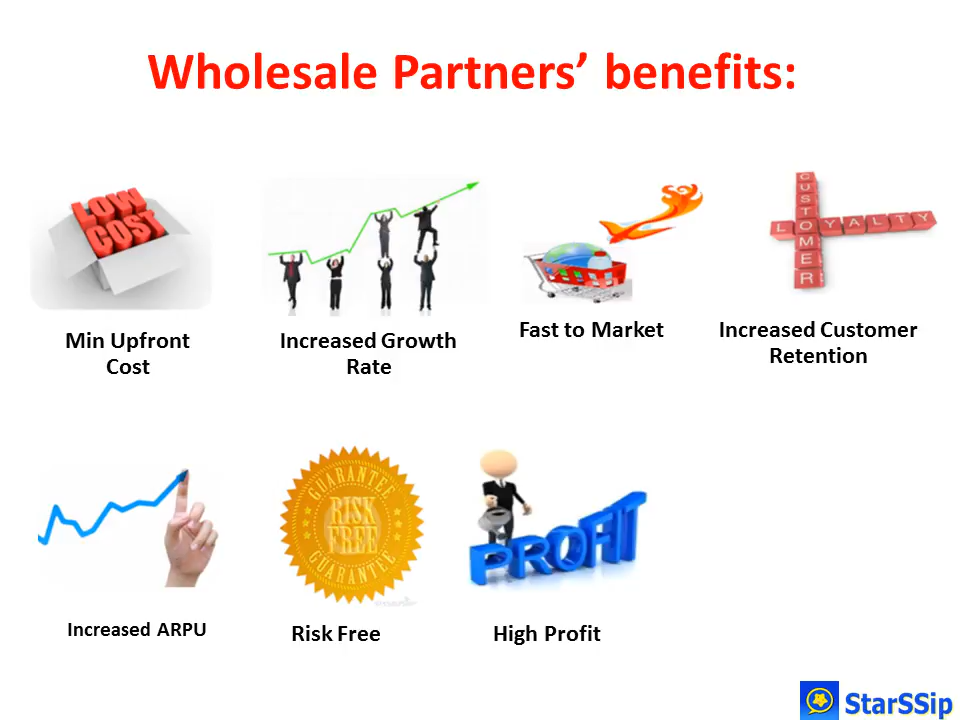 Wholesale Partners’ benefits:
LOW
COST
CUSTOMER
LOYALTY
Min Upfront
Cost
Increased Growth
Rate
Fast to Market
Increased Customer
Retention
GUARANTEE
RISK
FREE
GUARANTEE
PROFIT
Increased ARPU
Risk Free
High Profit
StarSSip